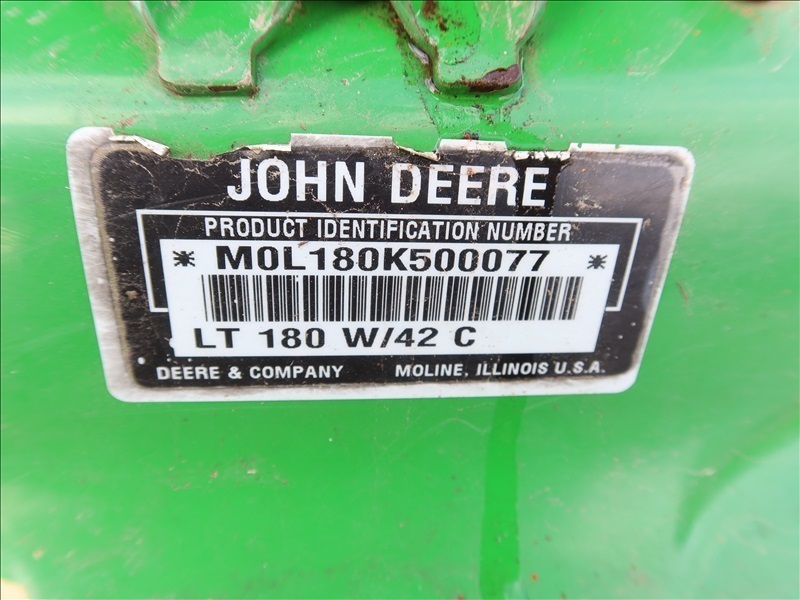 JOHN DEERE
PRODUCT IDENTIFICATION NUMBER
* M0L180K500077 *
LT 180 W/42 C
DEERE & COMPANY MOLINE, ILLINOIS U.S.A.